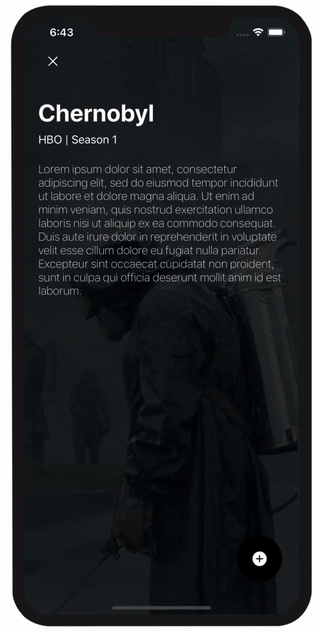 6:43
Chernobyl
HBO | Season 1
Lorem ipsum dolor sit amet, consectetur
adipiscing elit, sed do eiusmod tempor incididunt
ut labore et dolore magna aliqua. Ut enim ad
minim veniam, quis nostrud exercitation ullamco
laboris nisi ut aliquip ex ea commodo consequat.
Duis aute irure dolor in reprehenderit in voluptate
velit esse cillum dolore eu fugiat nulla pariatur.
Excepteur sint occaecat cupidatat non proident,
sunt in culpa qui officia deserunt mollit anim id est
laborum.